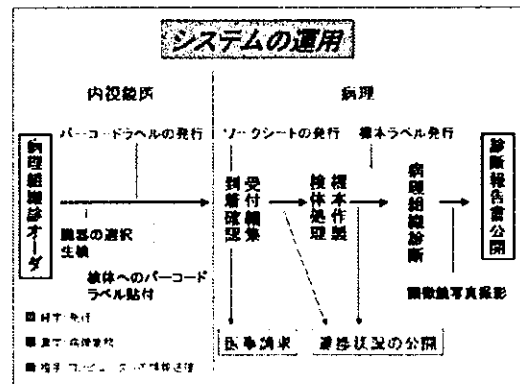 システムの運用
内視鏡所
病理
バーコードラベルの発行
ワークシートの発行
標本ラベル発行
病理組織診オーダ
臓器の選択
生検
検体へのバーコード
ラベル貼付
到着確認
受付編集
検体処理
標本作製
病理組織診断
診断報告書公開
顕微鏡写真撮影
医事請求
進捗状況の公開
発行